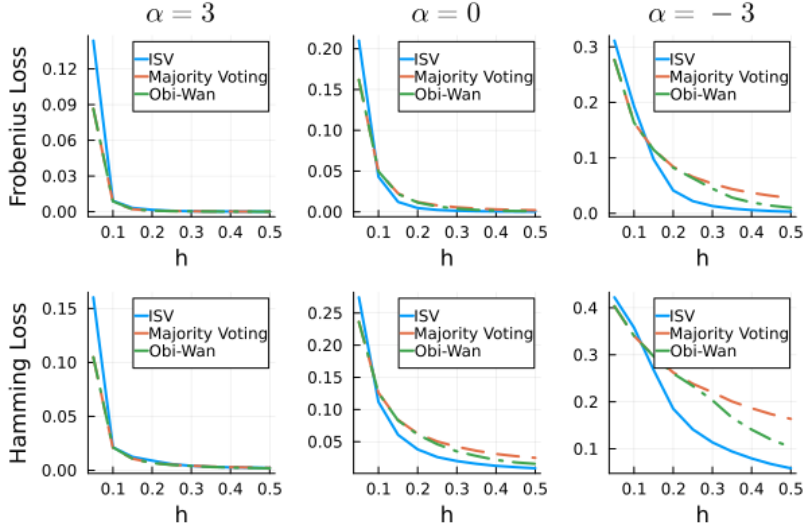 α = 3
α = 0
α = −3
Frobenius Loss
0.12
0.09
0.06
0.03
0.00
ISV
Majority Voting
Obi-Wan
0.1 0.2 0.3 0.4 0.5
h
0.20
0.15
0.10
0.05
0.00
ISV
Majority Voting
Obi-Wan
0.1 0.2 0.3 0.4 0.5
h
0.3
0.2
0.1
0.0
ISV
Majority Voting
Obi-Wan
0.1 0.2 0.3 0.4 0.5
h
Hamming Loss
0.15
0.10
0.05
0.00
ISV
Majority Voting
Obi-Wan
0.1 0.2 0.3 0.4 0.5
h
0.25
0.20
0.15
0.10
0.05
ISV
Majority Voting
Obi-Wan
0.1 0.2 0.3 0.4 0.5
h
0.4
0.3
0.2
0.1
ISV
Majority Voting
Obi-Wan
0.1 0.2 0.3 0.4 0.5
h